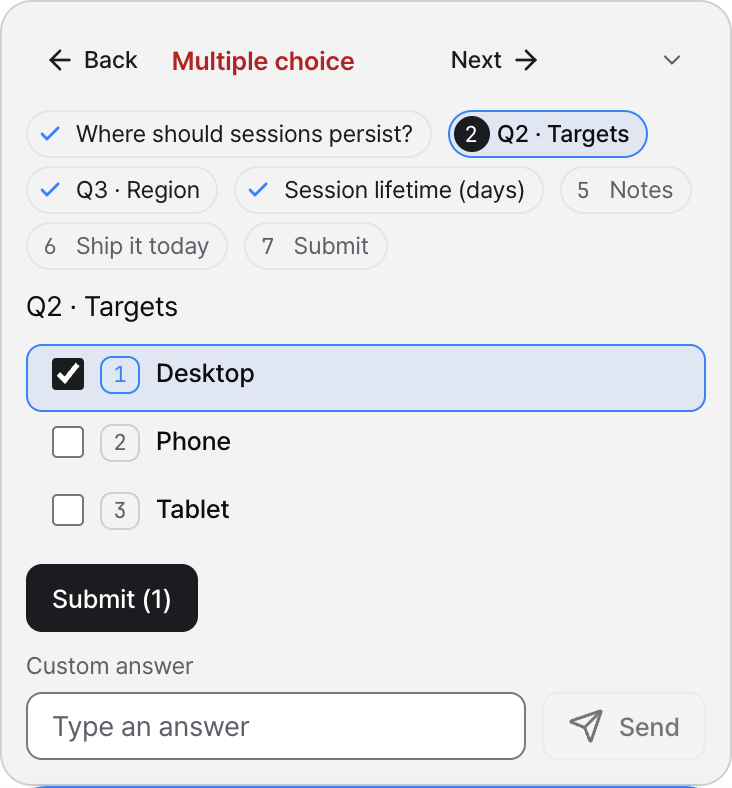 Back Multiple choice Next
Where should sessions persist? 2 Q2 · Targets
Q3 · Region Session lifetime (days) 5 Notes
6 Ship it today 7 Submit
Q2 · Targets
1 Desktop
2 Phone
3 Tablet
Submit (1)
Custom answer
Type an answer Send